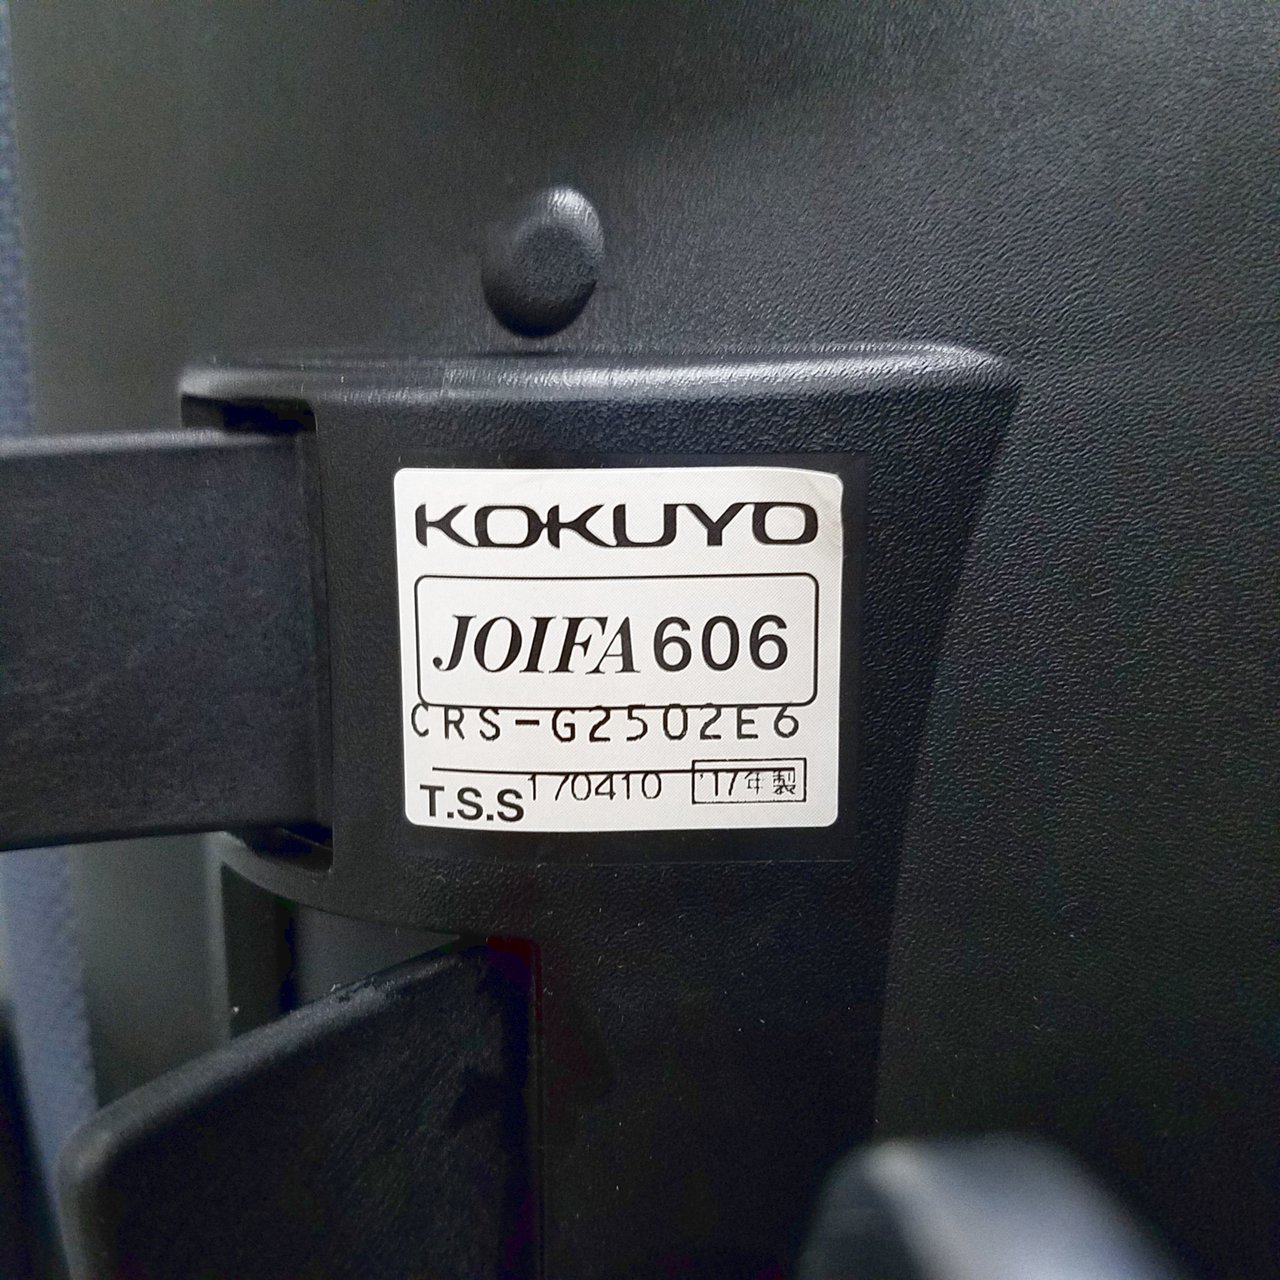 KOKUYO
JOIFA 606
CRS-G2502E6
T.S.S 170410 '17年製